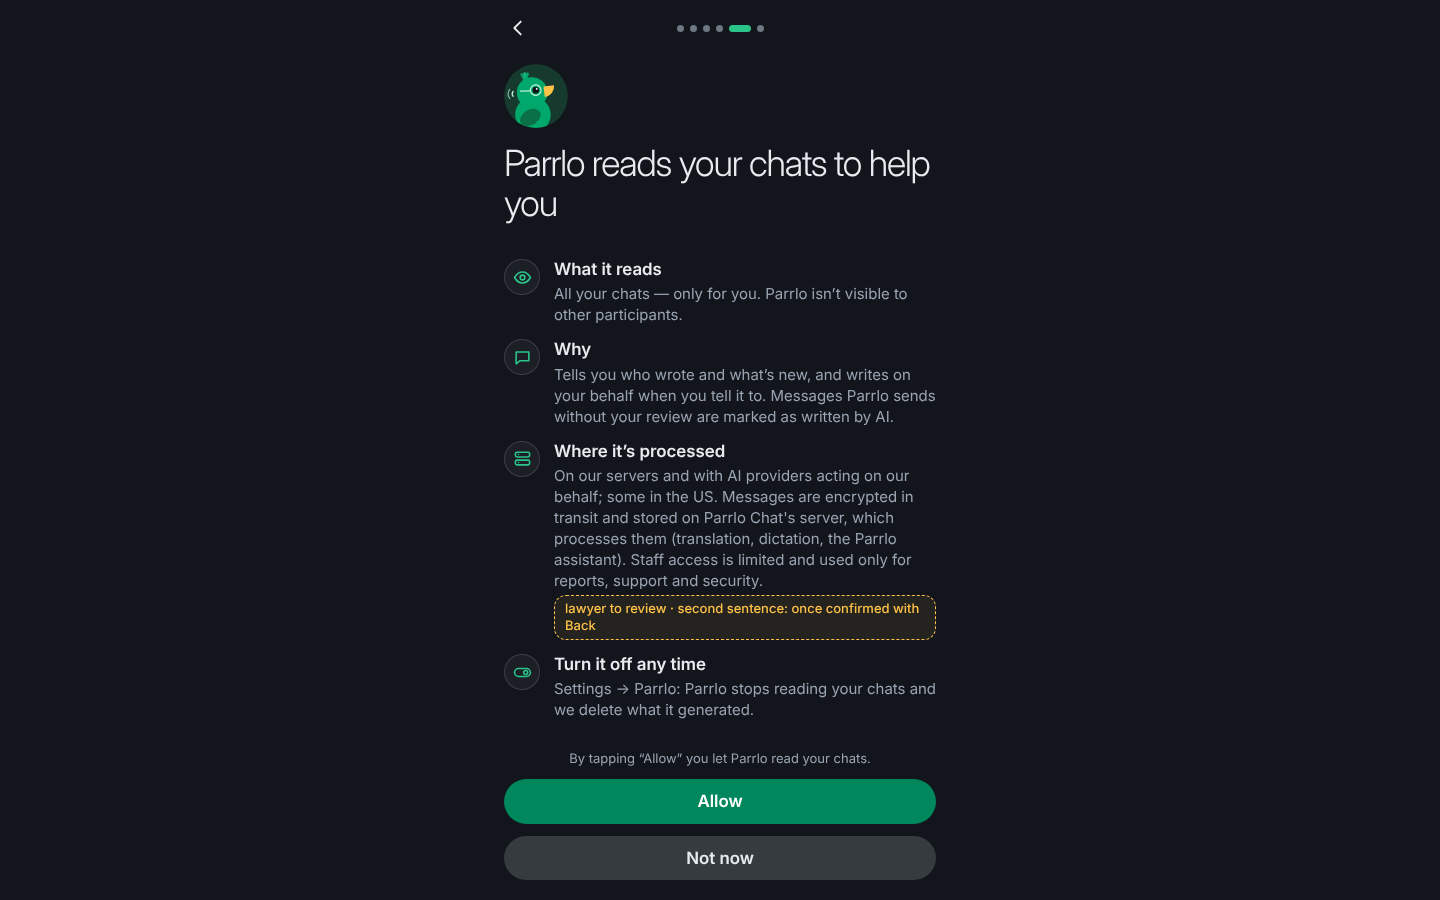 Parrlo reads your chats to help
you
What it reads
All your chats — only for you. Parrlo isn’t visible to
other participants.
Why
Tells you who wrote and what’s new, and writes on
your behalf when you tell it to. Messages Parrlo sends
without your review are marked as written by AI.
Where it’s processed
On our servers and with AI providers acting on our
behalf; some in the US. Messages are encrypted in
transit and stored on Parrlo Chat's server, which
processes them (translation, dictation, the Parrlo
assistant). Staff access is limited and used only for
reports, support and security.
lawyer to review · second sentence: once confirmed with
Back
Turn it off any time
Settings → Parrlo: Parrlo stops reading your chats and
we delete what it generated.
By tapping “Allow” you let Parrlo read your chats.
Allow
Not now